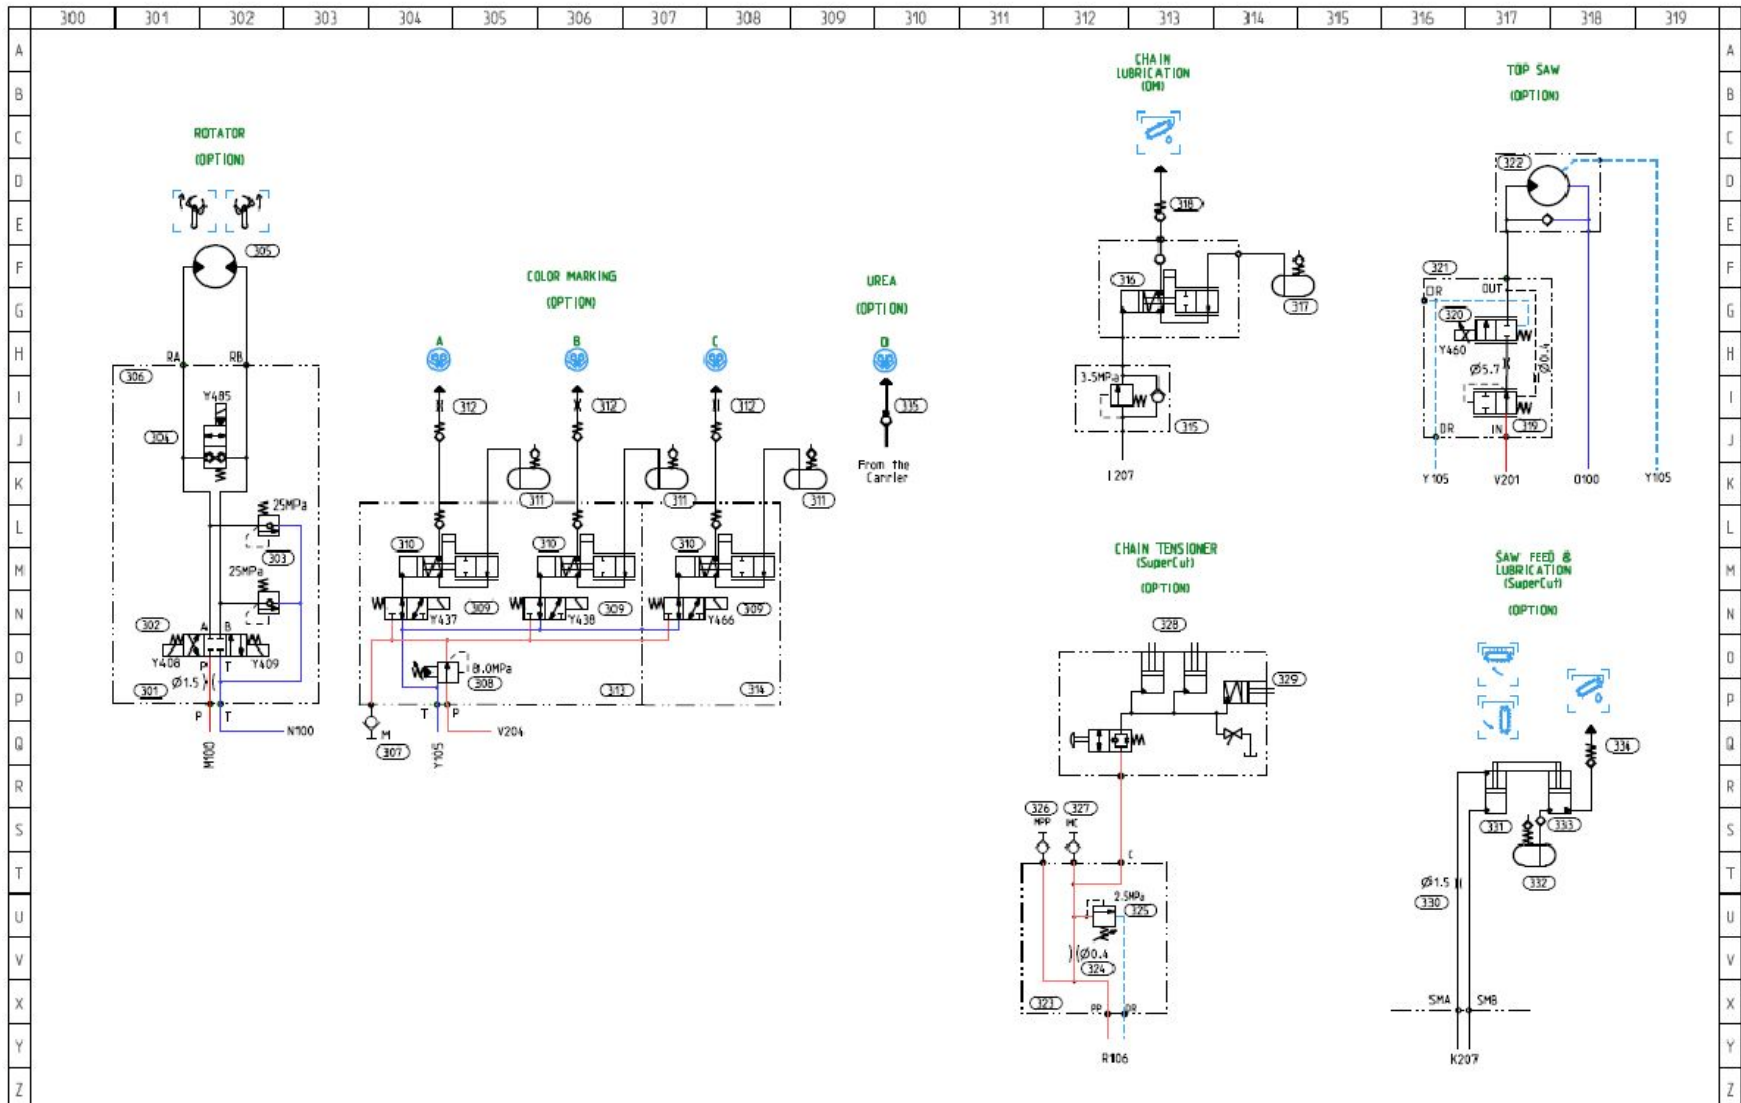 300 301 302 303 304 305 306 307 308 309 310 311 312 313 314 315 316 317 318 319
A A
B B
C C
D D
E E
F F
G G
H H
I I
J J
K K
L L
M M
N N
O O
P P
Q Q
R R
S S
T T
U U
V V
X X
Y Y
Z Z
ROTATOR
(OPTION)
305
RA RB
306
Y485
304
25MPa
303
25MPa
302
A B
Y408 P T Y409
301 Ø1.5
P T
M100
N100
COLOR MARKING
(OPTION)
A B C
312 312 312
311 311 311
310 310 310
309 309 309
Y437 Y438 Y466
8.0MPa
308
313 314
T P
M
307
Y105
V204
UREA
(OPTION)
D
335
From the
Carrier
CHAIN
LUBRICATION
(OM)
318
316
317
3.5MPa
315
I207
TOP SAW
(OPTION)
322
321
DR OUT
320
Y460
Ø0.4
Ø5.7
319
DR IN
Y105 V201 O100 Y105
CHAIN TENSIONER
(SuperCut)
(OPTION)
328
329
326 327
MPP MC
C
2.5MPa
325
Ø0.4
324
323
PP DR
R106
SAW FEED &
LUBRICATION
(SuperCut)
(OPTION)
334
331 333
332
Ø1.5
330
SMA SMB
K207